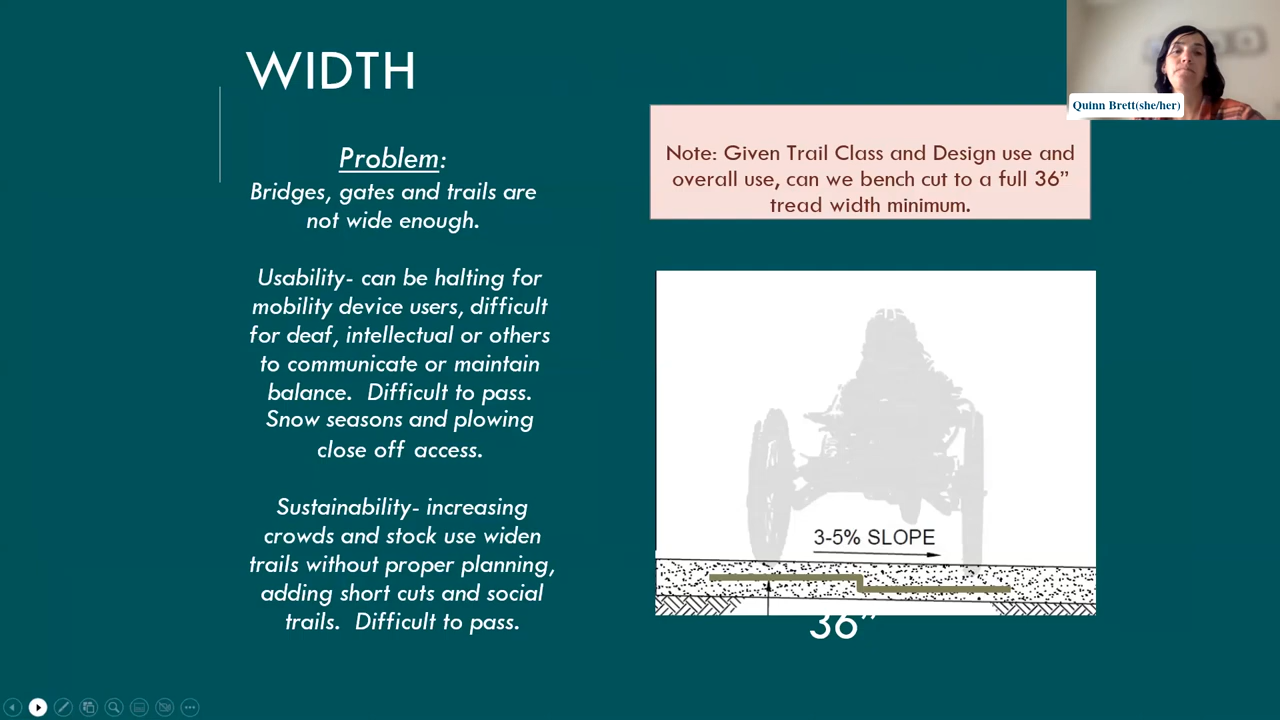 WIDTH
Quinn Brett(she/her)
Problem:
Bridges, gates and trails are
not wide enough.
Usability- can be halting for
mobility device users, difficult
for deaf, intellectual or others
to communicate or maintain
balance.  Difficult to pass.
Snow seasons and plowing
close off access.
Sustainability- increasing
crowds and stock use widen
trails without proper planning,
adding short cuts and social
trails.  Difficult to pass.
Note: Given Trail Class and Design use and
overall use, can we bench cut to a full 36”
tread width minimum.
3-5% SLOPE
36”